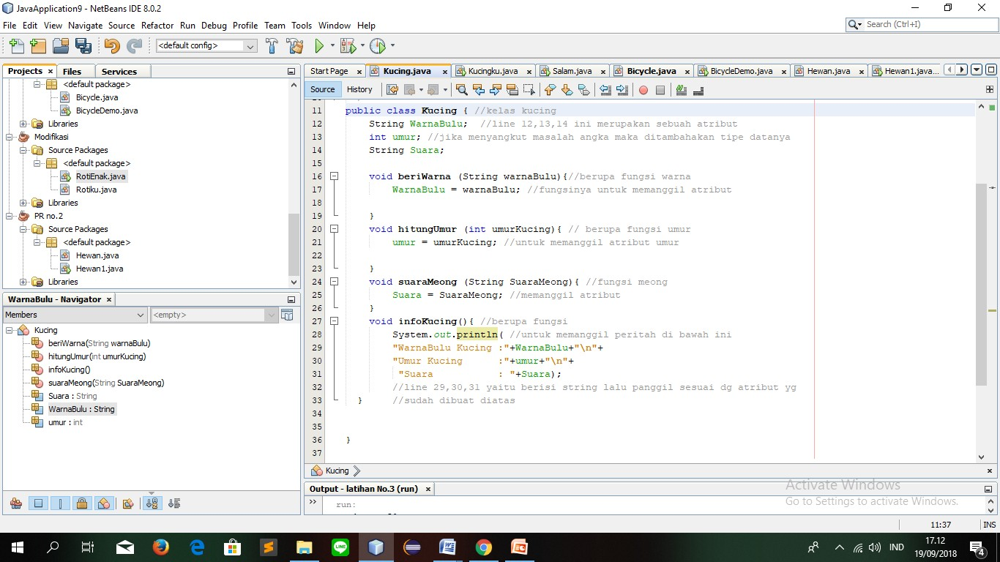 JavaApplication9 - NetBeans IDE 8.0.2
File Edit View Navigate Source Refactor Run Debug Profile Team Tools Window Help
Search (Ctrl+I)
<default config>
Projects Files Services
<default package>
Bicycle.java
BicycleDemo.java
Libraries
Modifikasi
Source Packages
<default package>
RotiEnak.java
Rotiku.java
Libraries
PR no.2
Source Packages
<default package>
Hewan.java
Hewan1.java
Libraries
WarnaBulu - Navigator
Members <empty>
Kucing
beriWarna(String warnaBulu)
hitungUmur(int umurKucing)
infoKucing()
suaraMeong(String SuaraMeong)
Suara : String
WarnaBulu : String
umur : int
Start Page Kucing.java Kucingku.java Salam.java Bicycle.java BicycleDemo.java Hewan.java Hewan1.java...
Source History
11 public class Kucing { //kelas kucing
12 String WarnaBulu; //line 12,13,14 ini merupakan sebuah atribut
13 int umur; //jika menyangkut masalah angka maka ditambahakan tipe datanya
14 String Suara;
15
16 void beriWarna (String warnaBulu){//berupa fungsi warna
17 WarnaBulu = warnaBulu; //fungsinya untuk memanggil atribut
18
19 }
20 void hitungUmur (int umurKucing){ // berupa fungsi umur
21 umur = umurKucing; //untuk memanggil atribut umur
22
23 }
24 void suaraMeong (String SuaraMeong){ //fungsi meong
25 Suara = SuaraMeong; //memanggil atribut
26 }
27 void infoKucing(){ //berupa fungsi
28 System.out.println( //untuk memanggil peritah di bawah ini
29 "WarnaBulu Kucing :"+WarnaBulu+"\n"+
30 "Umur Kucing :"+umur+"\n"+
31 "Suara : "+Suara);
32 //line 29,30,31 yaitu berisi string lalu panggil sesuai dg atribut yg
33 } //sudah dibuat diatas
34
35
36 }
37
Kucing
Output - latihan No.3 (run)
run:
Activate Windows
Go to Settings to activate Windows.
11:37 INS
IND
17.12
19/09/2018
4